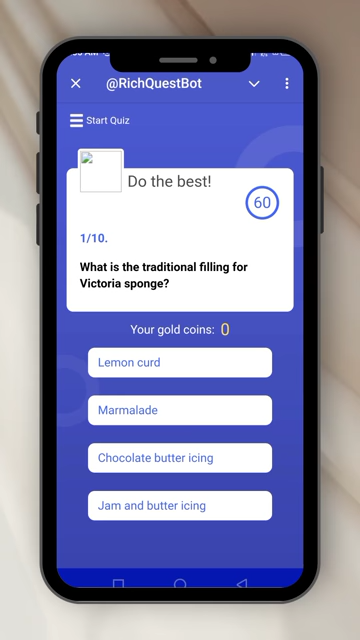 @RichQuestBot
Start Quiz
Do the best!
60
1/10.
What is the traditional filling for
Victoria sponge?
Your gold coins: 0
Lemon curd
Marmalade
Chocolate butter icing
Jam and butter icing